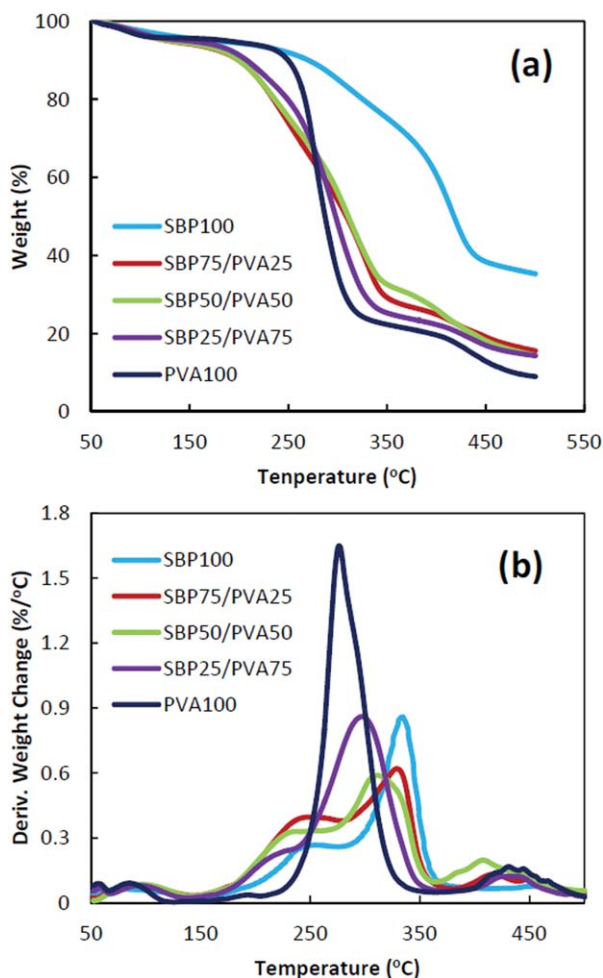 100
(a)
80
60
Weight (%)
SBP100
40
SBP75/PVA25
SBP50/PVA50
20
SBP25/PVA75
PVA100
0
50 150 250 350 450 550
Tenperature (°C)
1.8
(b)
SBP100
1.5
SBP75/PVA25
1.2
SBP50/PVA50
SBP25/PVA75
0.9
PVA100
Deriv. Weight Change (%/°C)
0.6
0.3
0
50 150 250 350 450
Temperature (°C)